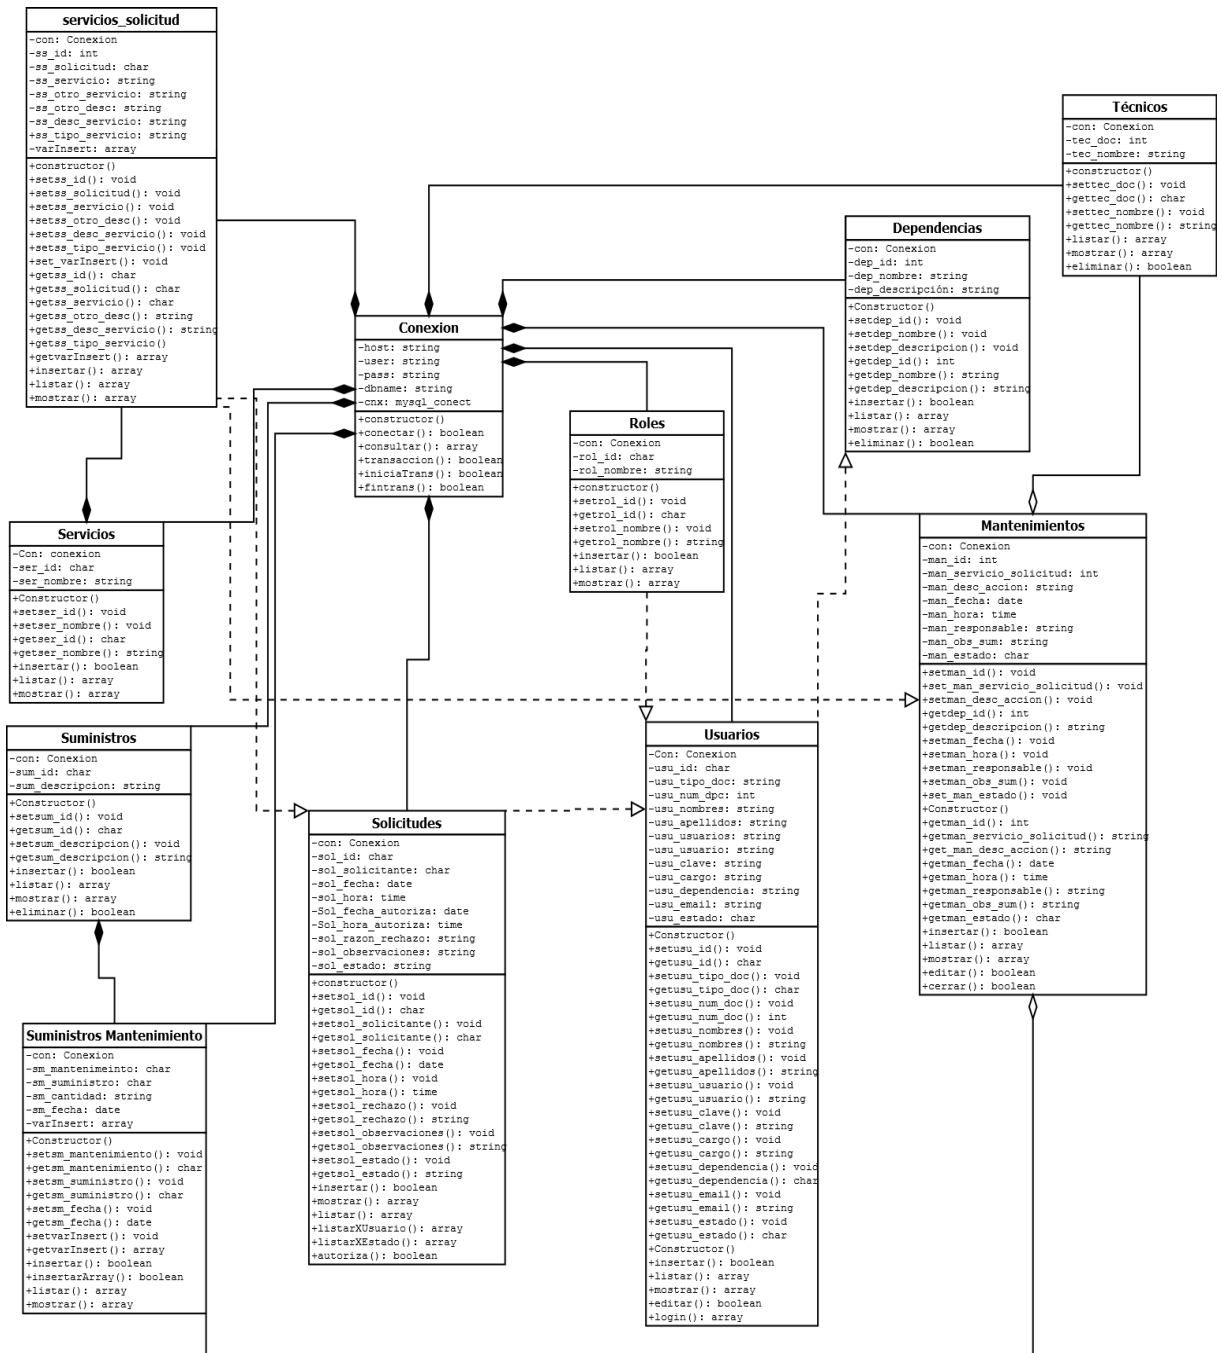 servicios_solicitud
-con: Conexion
-ss_id: int
-ss_solicitud: char
-ss_servicio: string
-ss_otro_servicio: string
-ss_otro_desc: string
-ss_desc_servicio: string
+ss_tipo_servicio: string
-varInsert: array
+constructor()
+setss_id(): void
+setss_solicitud(): void
+setss_servicio(): void
+setss_otro_desc(): void
+setss_desc_servicio(): void
+setss_tipo_servicio(): void
+set_varInsert(): void
+getss_id(): char
+getss_solicitud(): char
+getss_servicio(): char
+getss_otro_desc(): string
+getss_desc_servicio(): string
+getss_tipo_servicio()
+getvarInsert(): array
+insertar(): array
+listar(): array
+mostrar(): array
Técnicos
-con: Conexion
-tec_doc: int
-tec_nombre: string
+constructor()
+settec_doc(): void
+gettec_doc(): char
+settec_nombre(): void
+gettec_nombre(): string
+listar(): array
+mostrar(): array
+eliminar(): boolean
Dependencias
-con: Conexion
-dep_id: int
-dep_nombre: string
-dep_descripción: string
+Constructor()
+setdep_id(): void
+setdep_nombre(): void
+setdep_descripcion(): void
+getdep_id(): int
+getdep_nombre(): string
+getdep_descripcion(): string
+insertar(): boolean
+listar(): array
+mostrar(): array
+eliminar(): boolean
Conexion
-host: string
-user: string
-pass: string
-dbname: string
-cnx: mysql_conect
+constructor()
+conectar(): boolean
+consultar(): array
+transaccion(): boolean
+iniciaTrans(): boolean
+fintrans(): boolean
Roles
-con: Conexion
-rol_id: char
-rol_nombre: string
+constructor()
+setrol_id(): void
+getrol_id(): char
+setrol_nombre(): void
+getrol_nombre(): string
+insertar(): boolean
+listar(): array
+mostrar(): array
Servicios
-Con: conexion
-ser_id: char
-ser_nombre: string
+Constructor()
+setser_id(): void
+setser_nombre(): void
+getser_id(): char
+getser_nombre(): string
+insertar(): boolean
+listar(): array
+mostrar(): array
Mantenimientos
-con: Conexion
-man_id: int
-man_servicio_solicitud: int
-man_desc_accion: string
-man_fecha: date
-man_hora: time
-man_responsable: string
-man_obs_sum: string
-man_estado: char
+setman_id(): void
+set_man_servicio_solicitud(): void
+setman_desc_accion(): void
+getdep_id(): int
+getdep_descripcion(): string
+setman_fecha(): void
+setman_hora(): void
+setman_responsable(): void
+setman_obs_sum(): void
+set_man_estado(): void
+Constructor()
+getman_id(): int
+getman_servicio_solicitud(): string
+get_man_desc_accion(): string
+getman_fecha(): date
+getman_hora(): time
+getman_responsable(): string
+getman_obs_sum(): string
+getman_estado(): char
+insertar(): boolean
+listar(): array
+mostrar(): array
+editar(): boolean
+cerrar(): boolean
Suministros
-con: Conexion
-sum_id: char
-sum_descripcion: string
+Constructor()
+setsum_id(): void
+getsum_id(): char
+setsum_descripcion(): void
+getsum_descripcion(): string
+insertar(): boolean
+listar(): array
+mostrar(): array
+eliminar(): boolean
Usuarios
-Con: Conexion
-usu_id: char
-usu_tipo_doc: string
-usu_num_dpc: int
-usu_nombres: string
-usu_apellidos: string
-usu_usuarios: string
-usu_usuario: string
-usu_clave: string
-usu_cargo: string
-usu_dependencia: string
-usu_email: string
-usu_estado: char
+Constructor()
+setusu_id(): void
+getusu_id(): char
+setusu_tipo_doc(): void
+getusu_tipo_doc(): char
+setusu_num_doc(): void
+getusu_num_doc(): int
+setusu_nombres(): void
+getusu_nombres(): string
+setusu_apellidos(): void
+getusu_apellidos(): string
+setusu_usuario(): void
+getusu_usuario(): string
+setusu_clave(): void
+getusu_clave(): string
+setusu_cargo(): void
+getusu_cargo(): string
+setusu_dependencia(): void
+getusu_dependencia(): char
+setusu_email(): void
+getusu_email(): string
+setusu_estado(): void
+getusu_estado(): char
+Constructor()
+insertar(): boolean
+listar(): array
+mostrar(): array
+editar(): boolean
+login(): array
Solicitudes
-con: Conexion
-sol_id: char
-sol_solicitante: char
-sol_fecha: date
-sol_hora: time
-Sol_fecha_autoriza: date
-Sol_hora_autoriza: time
-sol_razon_rechazo: string
-sol_observaciones: string
-sol_estado: string
+constructor()
+setsol_id(): void
+getsol_id(): char
+setsol_solicitante(): void
+getsol_solicitante(): char
+setsol_fecha(): void
+getsol_fecha(): date
+setsol_hora(): void
+getsol_hora(): time
+setsol_rechazo(): void
+getsol_rechazo(): string
+setsol_observaciones(): void
+getsol_observaciones(): string
+setsol_estado(): void
+getsol_estado(): string
+insertar(): boolean
+mostrar(): array
+listar(): array
+listarXUsuario(): array
+listarXEstado(): array
+autoriza(): boolean
Suministros Mantenimiento
-con: Conexion
-sm_mantenimeinto: char
-sm_suministro: char
-sm_cantidad: string
-sm_fecha: date
-varInsert: array
+Constructor()
+setsm_mantenimiento(): void
+getsm_mantenimiento(): char
+setsm_suministro(): void
+getsm_suministro(): char
+setsm_fecha(): void
+getsm_fecha(): date
+setvarInsert(): void
+getvarInsert(): array
+insertar(): boolean
+insertarArray(): boolean
+listar(): array
+mostrar(): array